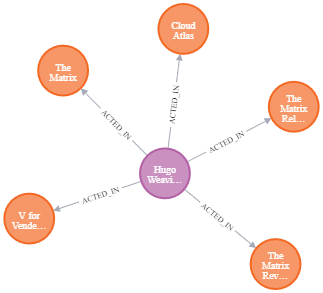 Cloud
Atlas
The
Matrix
The
Matrix
Rel...
ACTED_IN
ACTED_IN
ACTED_IN
Hugo
Weavi...
ACTED_IN
V for
Vende...
ACTED_IN
The
Matrix
Rev...